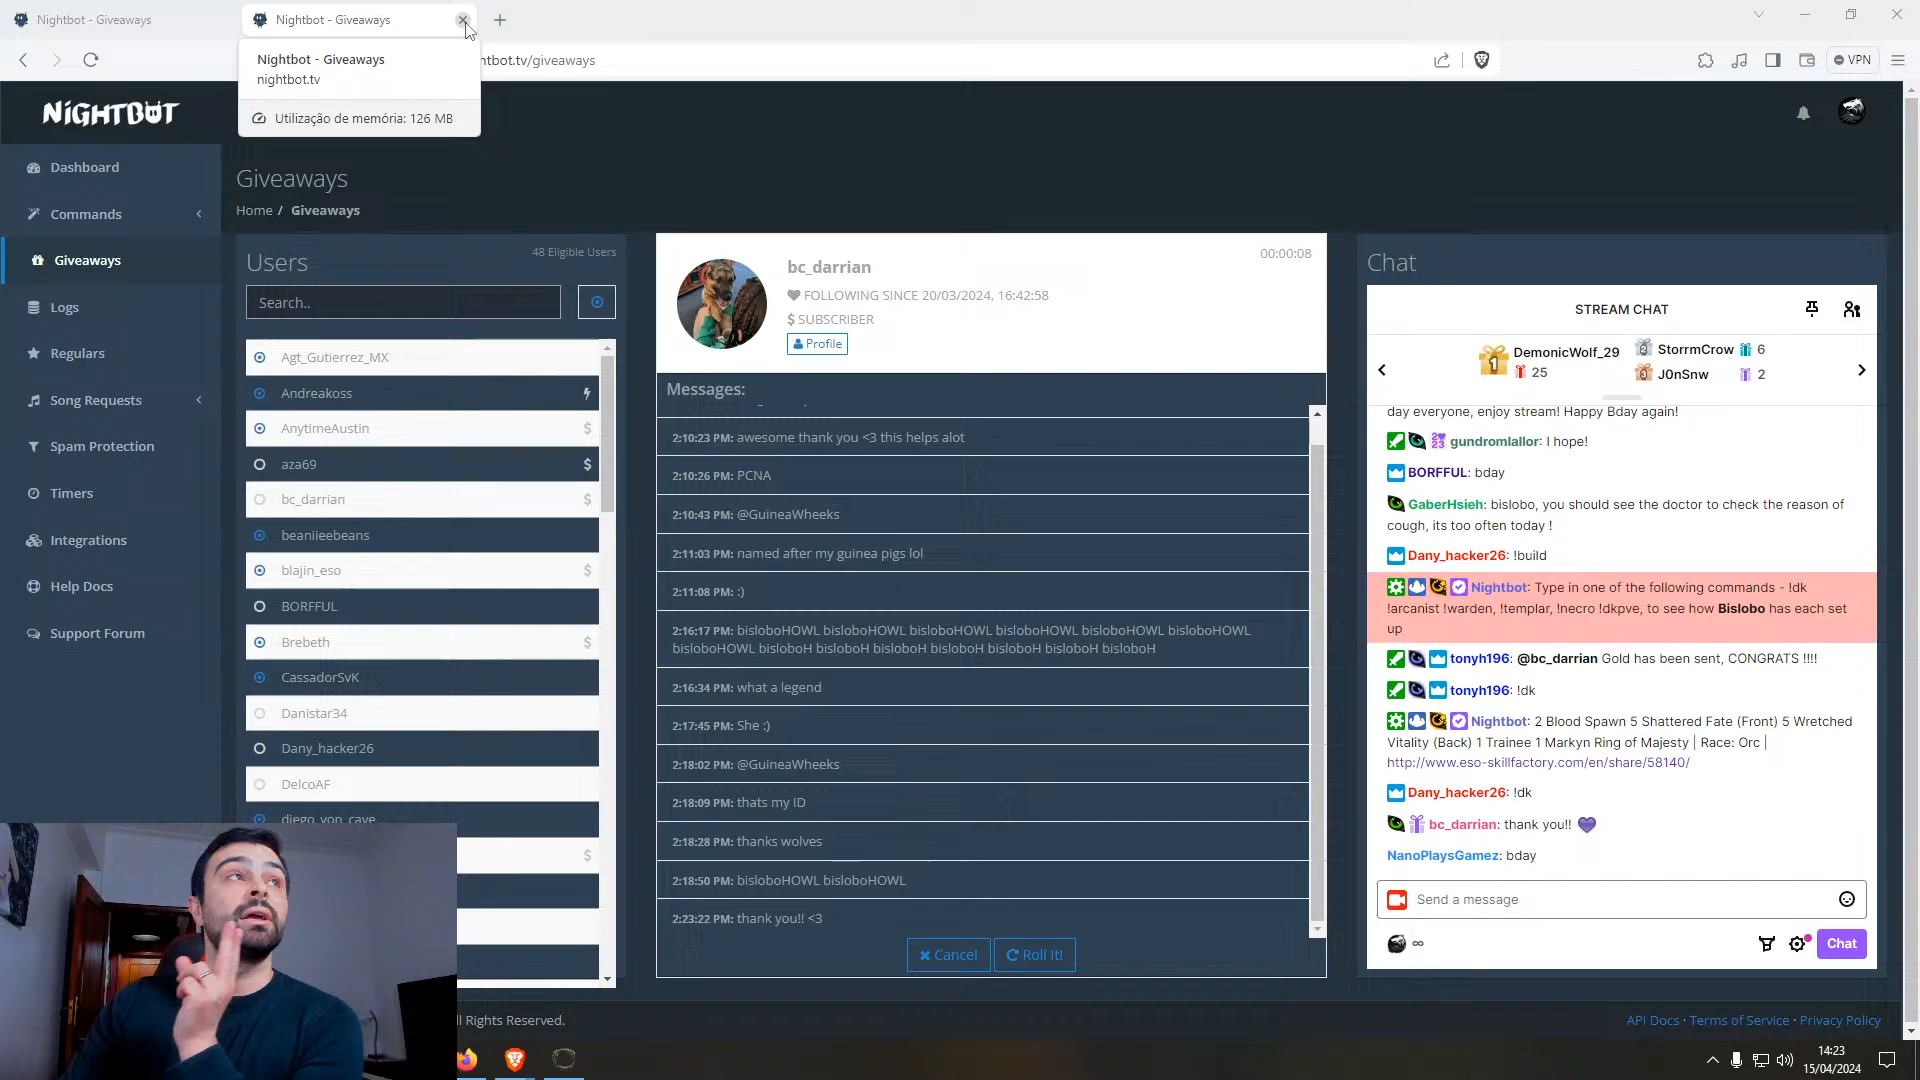 Nightbot - Giveaways
Nightbot - Giveaways
Nightbot - Giveaways
nightbot.tv
Utilização de memória: 126 MB
ntbot.tv/giveaways
VPN
NiGHTBOT
Dashboard
Commands
Giveaways
Logs
Regulars
Song Requests
Spam Protection
Timers
Integrations
Help Docs
Support Forum
Giveaways
Home / Giveaways
Users
48 Eligible Users
Search..
Agt_Gutierrez_MX
Andreakoss
AnytimeAustin $
aza69 $
bc_darrian $
beaniieebeans
blajin_eso $
BORFFUL
Brebeth $
CassadorSvK
Danistar34
Dany_hacker26
DelcoAF
diego_von_caye
$
bc_darrian
00:00:08
FOLLOWING SINCE 20/03/2024, 16:42:58
$ SUBSCRIBER
Profile
Messages:
2:10:23 PM: awesome thank you <3 this helps alot
2:10:26 PM: PCNA
2:10:43 PM: @GuineaWheeks
2:11:03 PM: named after my guinea pigs lol
2:11:08 PM: :)
2:16:17 PM: bisloboHOWL bisloboHOWL bisloboHOWL bisloboHOWL bisloboHOWL bisloboHOWL
bisloboHOWL bisloboH bisloboH bisloboH bisloboH bisloboH bisloboH
2:16:34 PM: what a legend
2:17:45 PM: She :)
2:18:02 PM: @GuineaWheeks
2:18:09 PM: thats my ID
2:18:28 PM: thanks wolves
2:18:50 PM: bisloboHOWL bisloboHOWL
2:23:22 PM: thank you!! <3
Cancel
Roll It!
Chat
STREAM CHAT
1 DemonicWolf_29 25
2 StorrmCrow 6
3 J0nSnw 2
day everyone, enjoy stream! Happy Bday again!
gundromlallor: I hope!
BORFFUL: bday
GaberHsieh: bislobo, you should see the doctor to check the reason of
cough, its too often today !
Dany_hacker26: !build
Nightbot: Type in one of the following commands - !dk
!arcanist !warden, !templar, !necro !dkpve, to see how Bislobo has each set
up
tonyh196: @bc_darrian Gold has been sent, CONGRATS !!!!
tonyh196: !dk
Nightbot: 2 Blood Spawn 5 Shattered Fate (Front) 5 Wretched
Vitality (Back) 1 Trainee 1 Markyn Ring of Majesty | Race: Orc |
http://www.eso-skillfactory.com/en/share/58140/
Dany_hacker26: !dk
bc_darrian: thank you!!
NanoPlaysGamez: bday
Send a message
∞
Chat
ll Rights Reserved.
API Docs · Terms of Service · Privacy Policy
14:23
15/04/2024